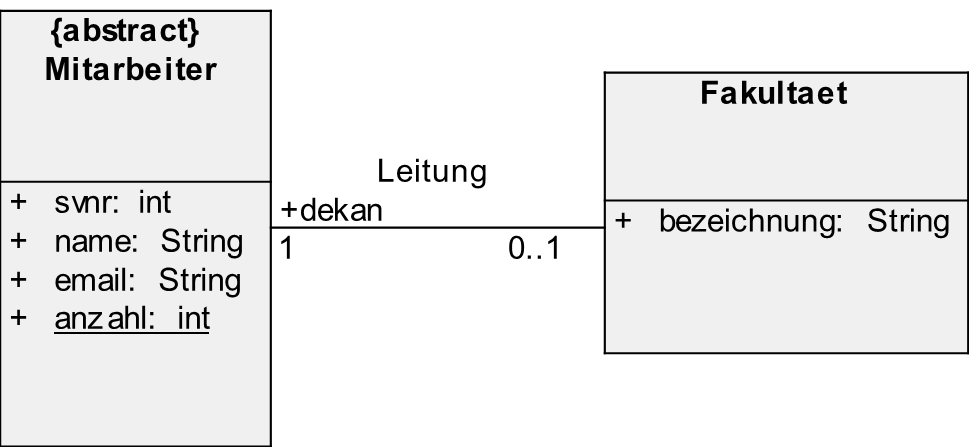 {abstract}
Mitarbeiter
+ svnr: int
+ name: String
+ email: String
+ anzahl: int
Leitung
+dekan
1
0..1
Fakultaet
+ bezeichnung: String